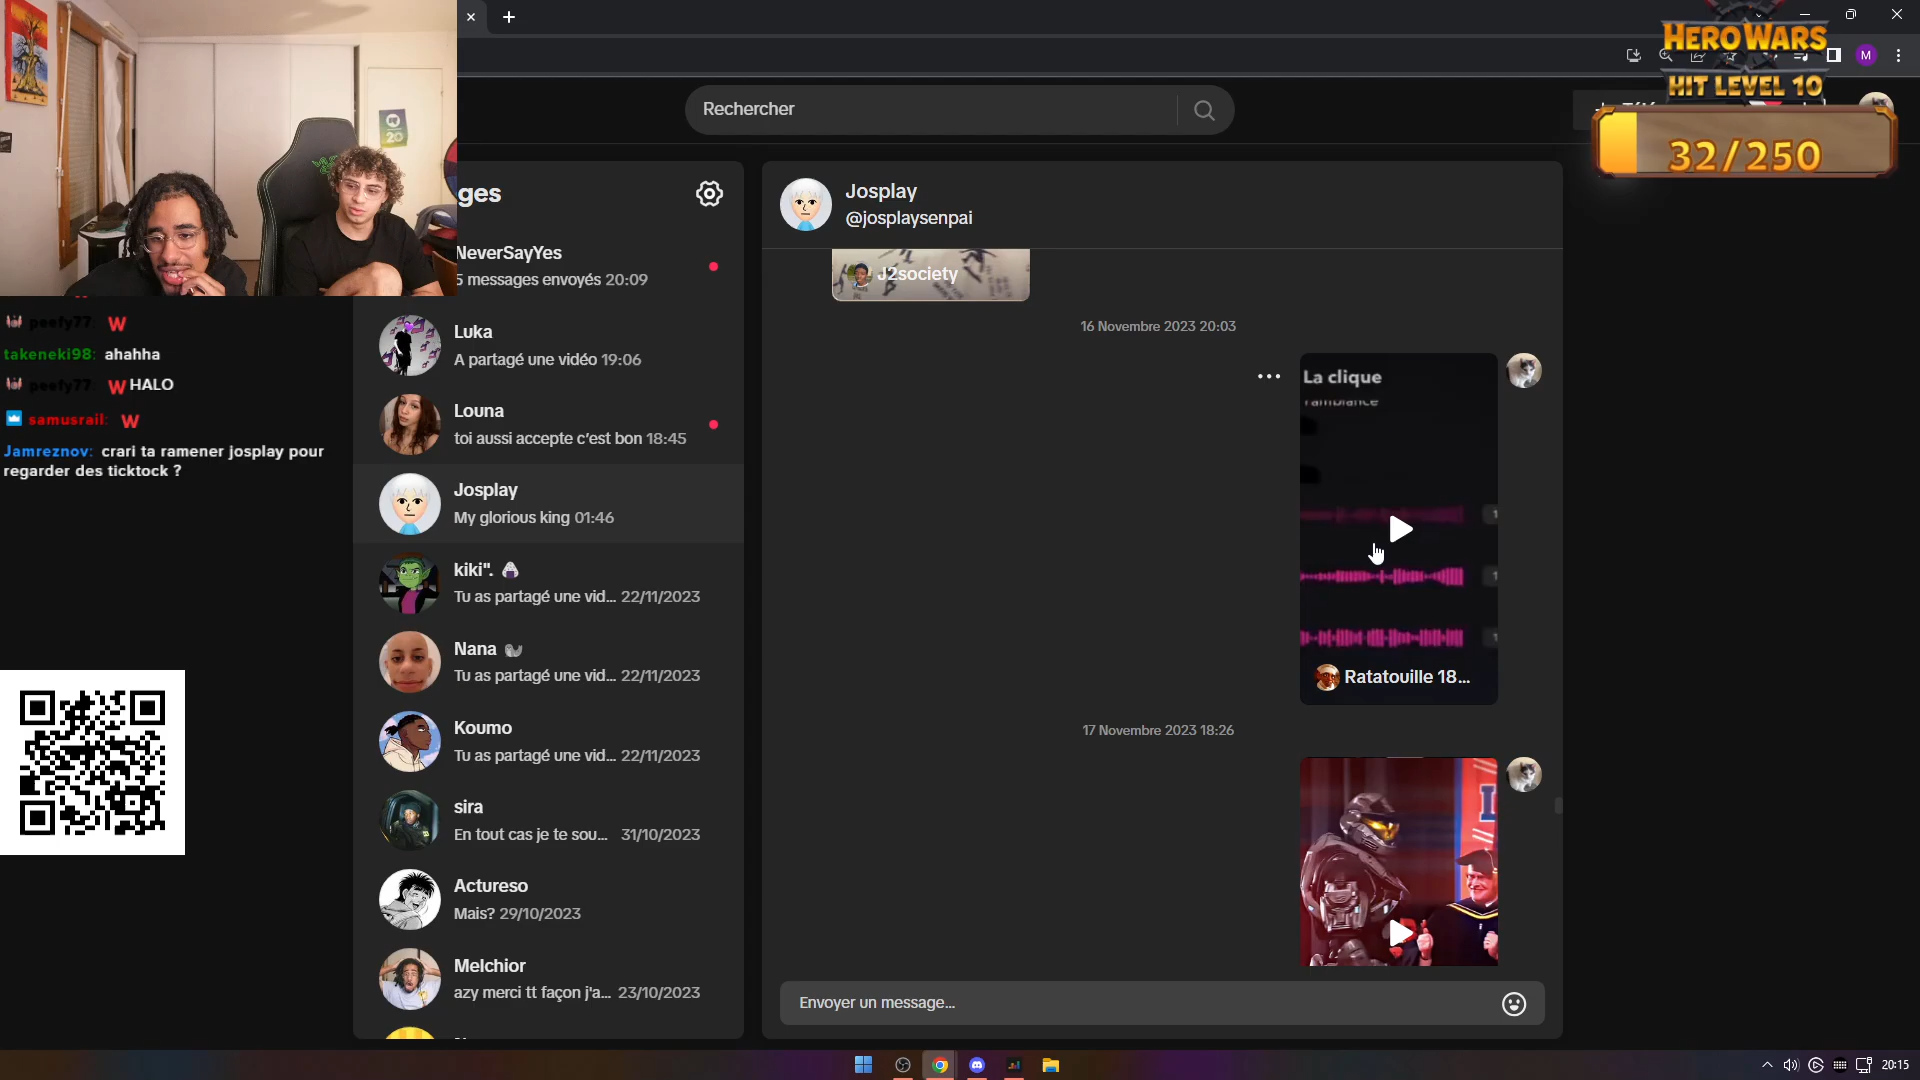 HERO WARS
HIT LEVEL 10
32/250
M
Rechercher
ges
NeverSayYes
5 messages envoyés 20:09
Luka
A partagé une vidéo 19:06
Louna
toi aussi accepte c'est bon 18:45
Josplay
My glorious king 01:46
kiki". 🍙
Tu as partagé une vid... 22/11/2023
Nana 🦭
Tu as partagé une vid... 22/11/2023
Koumo
Tu as partagé une vid... 22/11/2023
sira
En tout cas je te sou... 31/10/2023
Actureso
Mais? 29/10/2023
Melchior
azy merci tt façon j'a... 23/10/2023
Josplay
@josplaysenpai
J2society
16 Novembre 2023 20:03
La clique
l'ambiance
Ratatouille 18...
17 Novembre 2023 18:26
Envoyer un message...
peefy77: W
takeneki98: ahahha
peefy77: W HALO
samusrail: W
Jamreznov: crari ta ramener josplay pour
regarder des ticktock ?
20
20:15